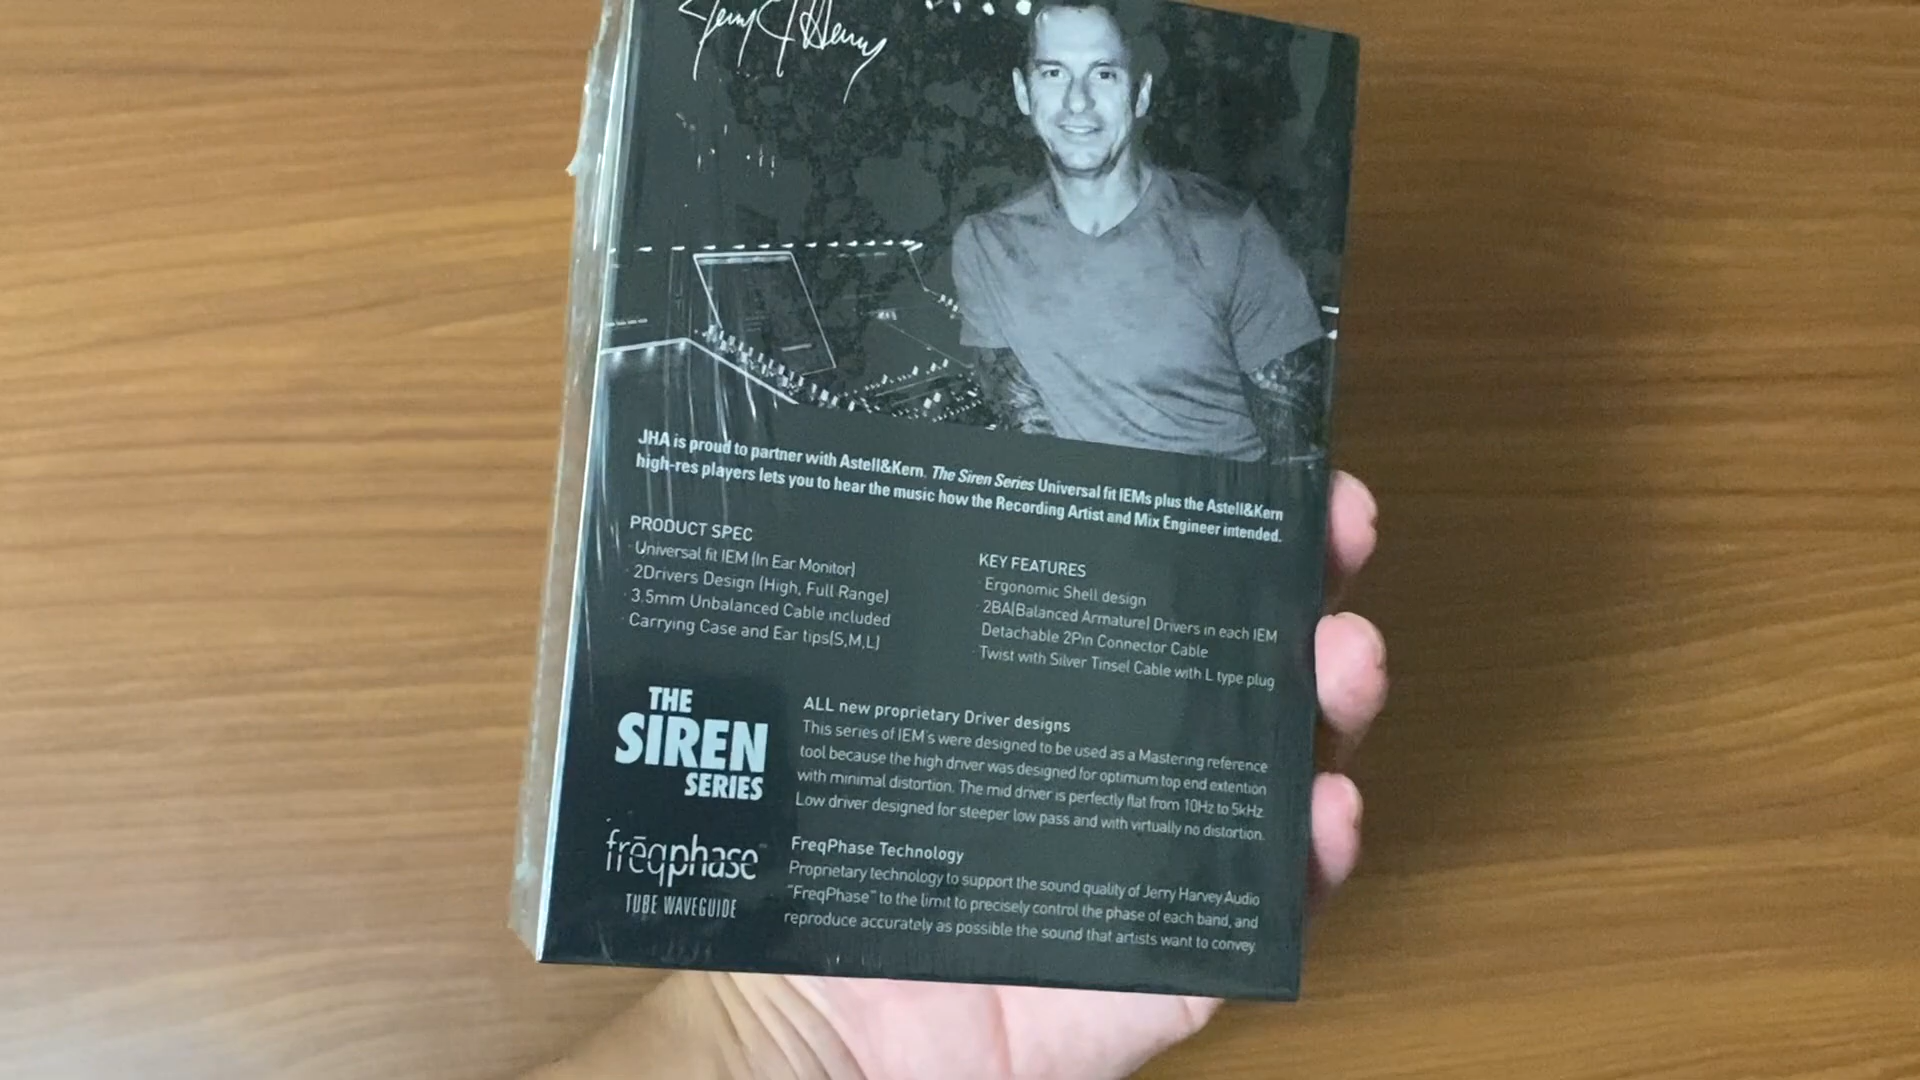 JHA is proud to partner with Astell&Kern. The Siren Series Universal fit IEMs plus the Astell&Kern
high-res players lets you to hear the music how the Recording Artist and Mix Engineer intended.
PRODUCT SPEC
· Universal fit IEM (In Ear Monitor)
· 2Drivers Design (High, Full Range)
· 3.5mm Unbalanced Cable included
· Carrying Case and Ear tips(S,M,L)
KEY FEATURES
· Ergonomic Shell design
· 2BA(Balanced Armature) Drivers in each IEM
Detachable 2Pin Connector Cable
· Twist with Silver Tinsel Cable with L type plug
THE
SIREN
SERIES
ALL new proprietary Driver designs
This series of IEM's were designed to be used as a Mastering reference
tool because the high driver was designed for optimum top end extention
with minimal distortion. The mid driver is perfectly flat from 10Hz to 5kHz
Low driver designed for steeper low pass and with virtually no distortion.
frēqphase™
TUBE WAVEGUIDE
FreqPhase Technology
Proprietary technology to support the sound quality of Jerry Harvey Audio
"FreqPhase" to the limit to precisely control the phase of each band, and
reproduce accurately as possible the sound that artists want to convey.